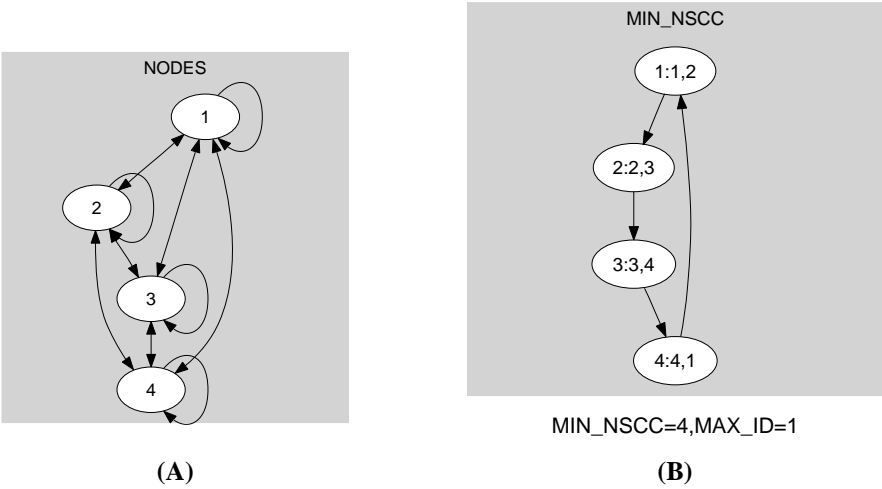 NODES
1
2
3
4
(A)
MIN_NSCC
1:1,2
2:2,3
3:3,4
4:4,1
MIN_NSCC=4,MAX_ID=1
(B)